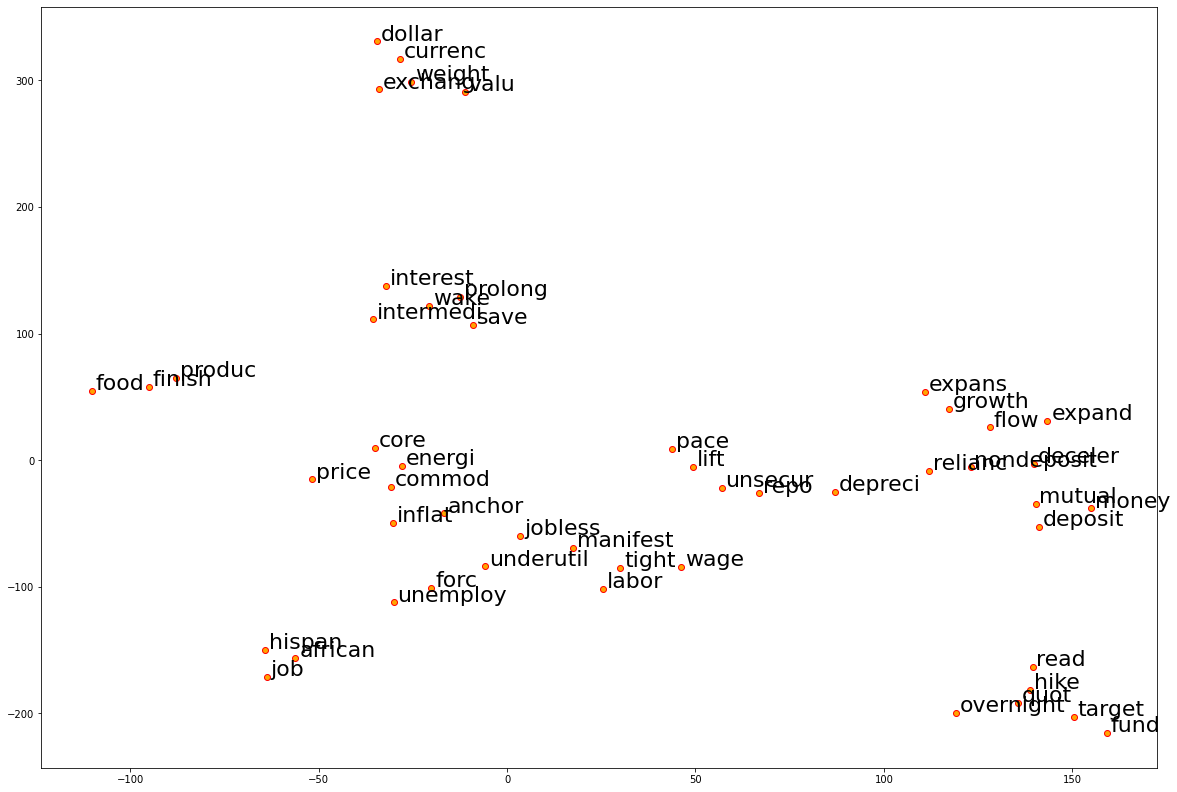 dollar
currenc
weight
exchang
valu
300
200
interest
prolong
wake
intermedi
save
100
produc
finish
food
expans
growth
expand
flow
core
pace
0
energi
lift
deceler
nondeposit
relianc
price
commod
unsecur
repo
depreci
mutual
money
anchor
inflat
deposit
jobless
manifest
underutil
tight
wage
forc
labor
−100
unemploy
hispan
african
job
read
hike
quot
overnight
target
−200
fund
−100
−50
0
50
100
150